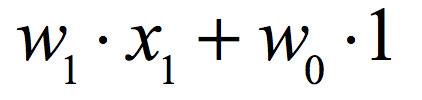 w₁ · x₁ + w₀ · 1